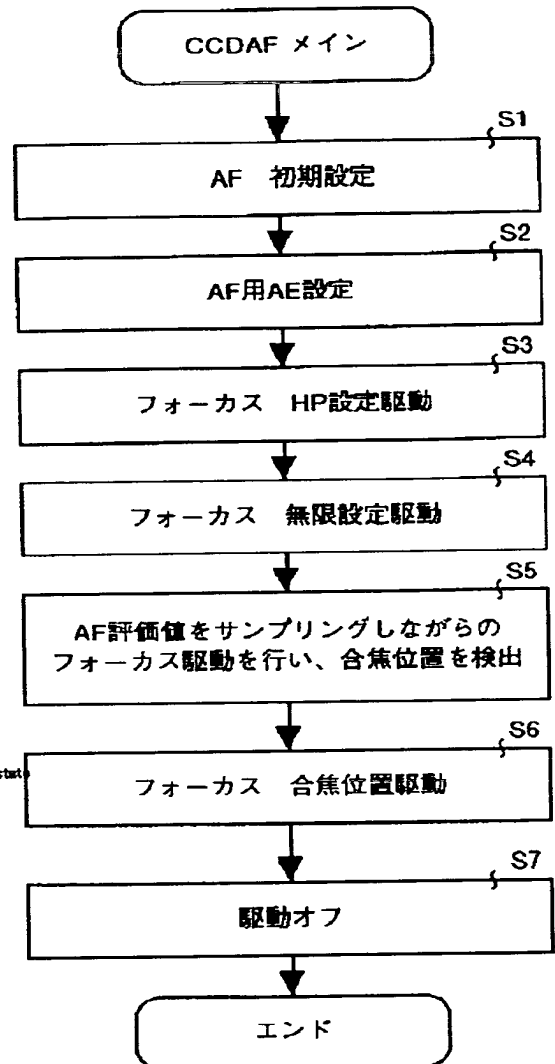 CCDAF メイン
S1
AF 初期設定
S2
AF用AE設定
S3
フォーカス HP設定駆動
S4
フォーカス 無限設定駆動
S5
AF評価値をサンプリングしながらの
フォーカス駆動を行い、合焦位置を検出
S6
フォーカス 合焦位置駆動
S7
駆動オフ
エンド